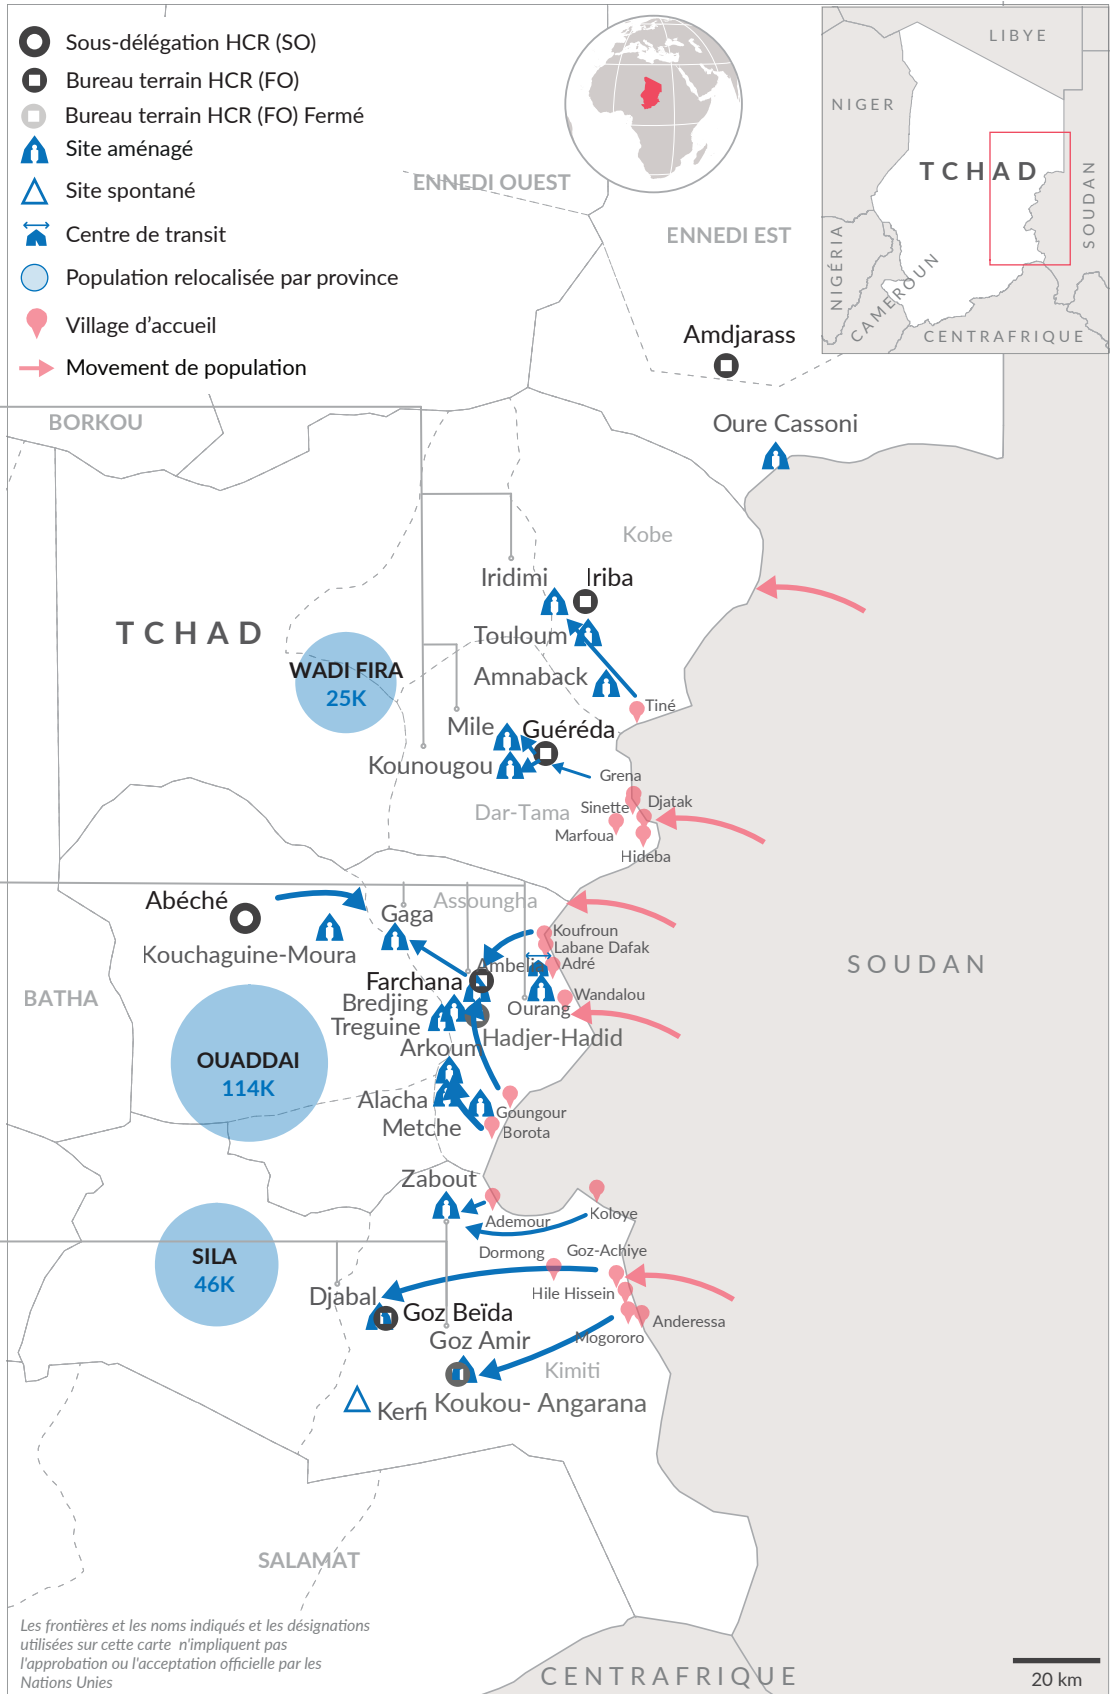 Sous-délégation HCR (SO)
Bureau terrain HCR (FO)
Bureau terrain HCR (FO) Fermé
Site aménagé
Site spontané
Centre de transit
Population relocalisée par province
Village d'accueil
Movement de population
LIBYE
NIGER
TCHAD
SOUDAN
NIGÉRIA
CAMEROUN
CENTRAFRIQUE
ENNEDI OUEST
ENNEDI EST
Amdjarass
BORKOU
Oure Cassoni
Kobe
Iridimi
Iriba
TCHAD
Touloum
WADI FIRA
25K
Amnaback
Tiné
Mile
Guéréda
Kounougou
Grena
Sinette
Djatak
Dar-Tama
Marfoua
Hideba
Abéché
Assoungha
Gaga
Koufroun
Labane Dafak
Kouchaguine-Moura
Ambelia
Adré
SOUDAN
Farchana
BATHA
Bredjing
Wandalou
Ourang
Treguine
Hadjer-Hadid
Arkoum
OUADDAI
114K
Alacha
Goungour
Metche
Borota
Zabout
Ademour
Koloye
Dormong
Goz-Achiye
SILA
46K
Djabal
Hile Hissein
Goz Beïda
Anderessa
Goz Amir
Mogororo
Kimiti
Kerfi
Koukou- Angarana
SALAMAT
Les frontières et les noms indiqués et les désignations
utilisées sur cette carte n'impliquent pas
l'approbation ou l'acceptation officielle par les
Nations Unies
CENTRAFRIQUE
20 km